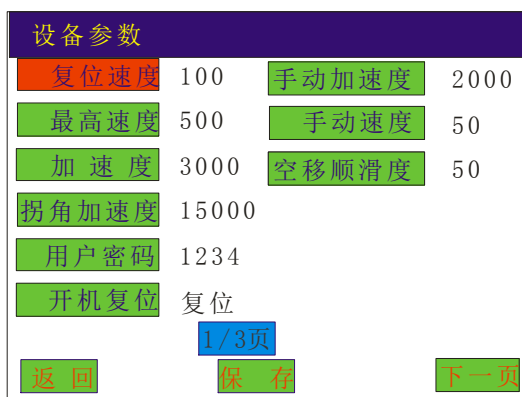 设备参数
复位速度 100 手动加速度 2000
最高速度 500 手动速度 50
加 速 度 3000 空移顺滑度 50
拐角加速度 15000
用户密码 1234
开机复位 复位
1/3页
返 回 保 存 下一页